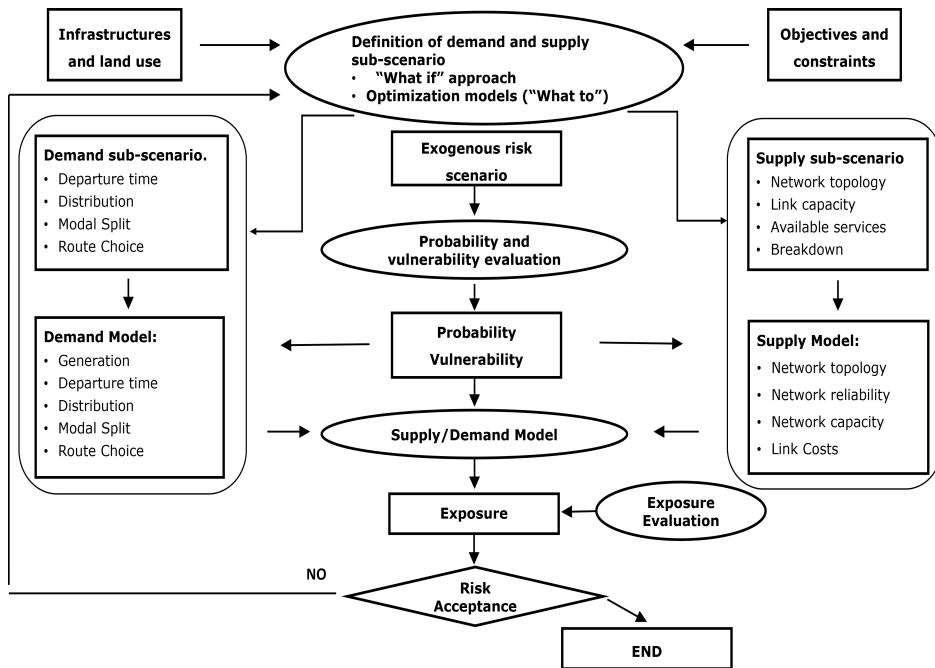 Infrastructures
and land use
Definition of demand and supply
sub-scenario
• “What if” approach
• Optimization models (“What to”)
Objectives and
constraints
Demand sub-scenario.
• Departure time
• Distribution
• Modal Split
• Route Choice
Exogenous risk
scenario
Supply sub-scenario
• Network topology
• Link capacity
• Available services
• Breakdown
Probability and
vulnerability evaluation
Demand Model:
• Generation
• Departure time
• Distribution
• Modal Split
• Route Choice
Probability
Vulnerability
Supply Model:
• Network topology
• Network reliability
• Network capacity
• Link Costs
Supply/Demand Model
Exposure
Exposure
Evaluation
NO
Risk
Acceptance
END